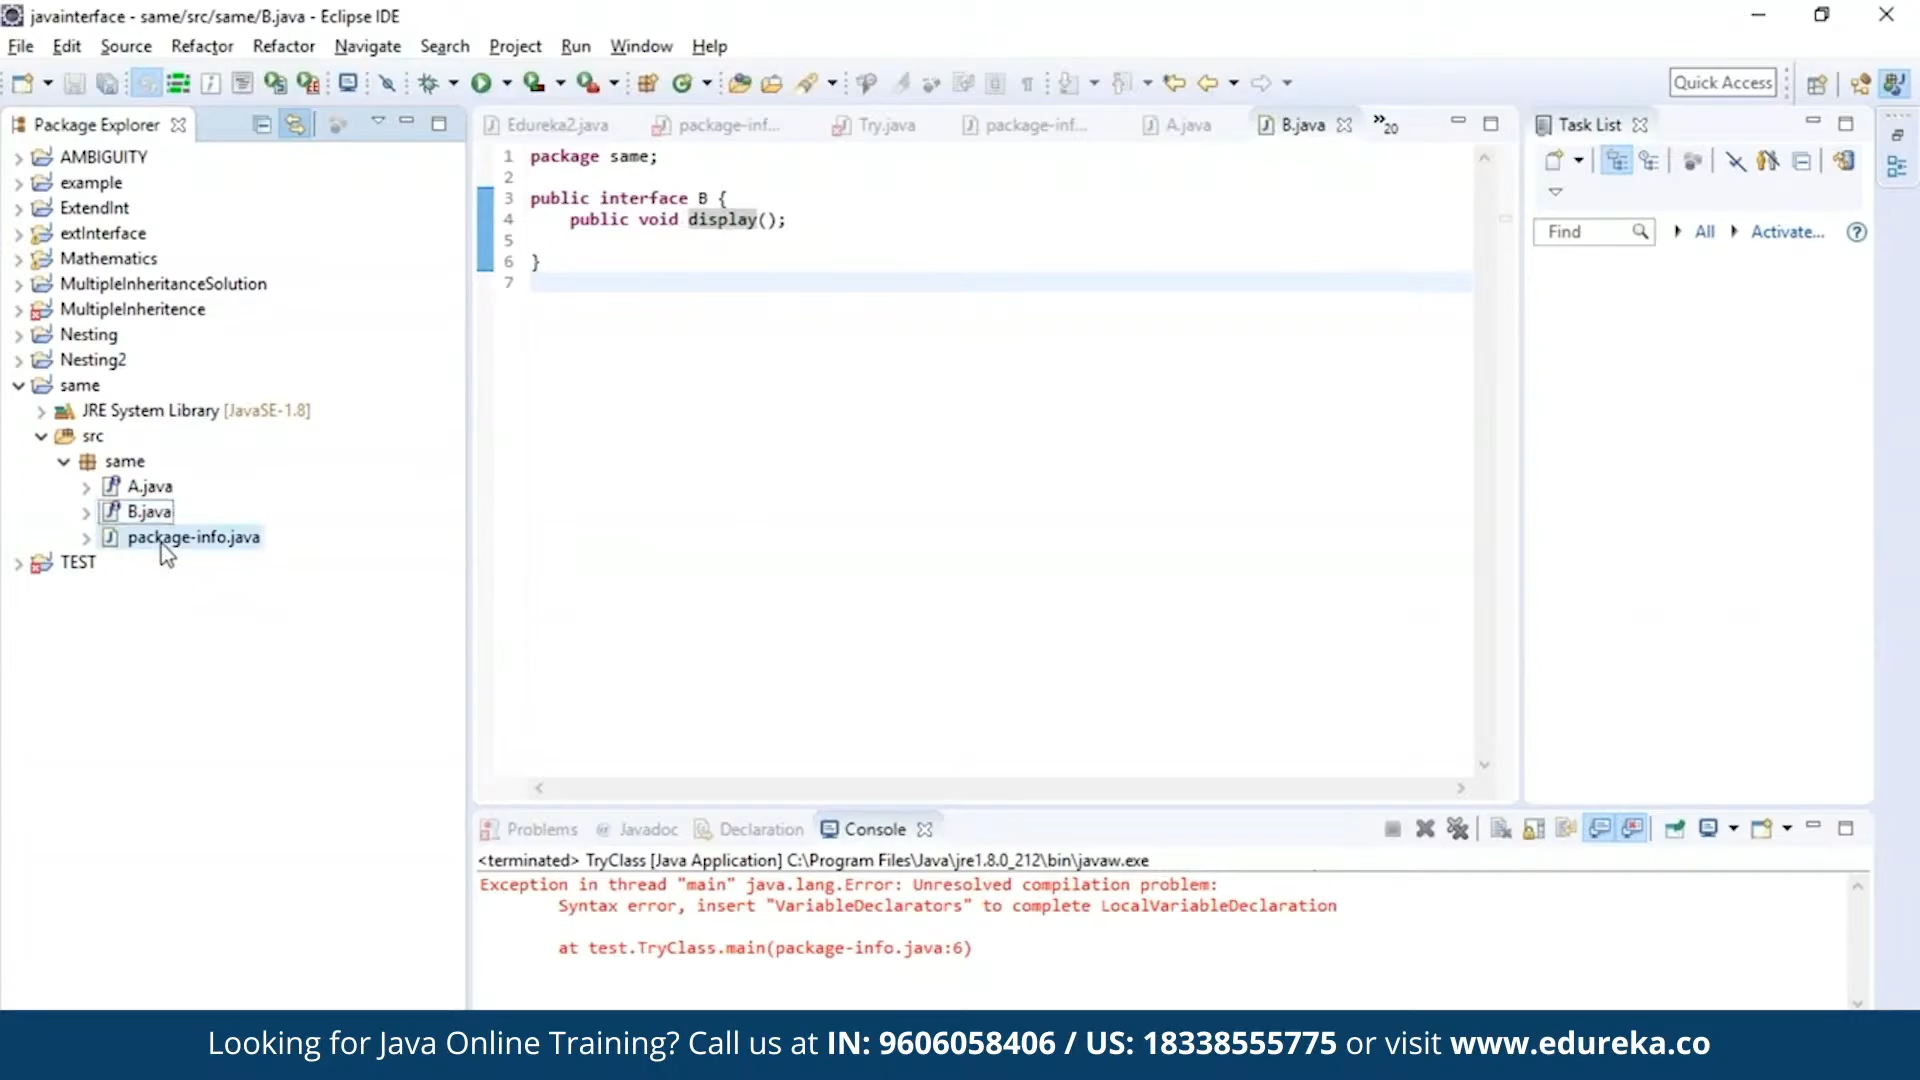 javainterface - same/src/same/B.java - Eclipse IDE
File Edit Source Refactor Refactor Navigate Search Project Run Window Help
Quick Access
Package Explorer
AMBIGUITY
example
ExtendInt
extInterface
Mathematics
MultipleInheritanceSolution
MultipleInheritence
Nesting
Nesting2
same
JRE System Library [JavaSE-1.8]
src
same
A.java
B.java
package-info.java
TEST
Edureka2.java package-inf... Try.java package-inf... A.java B.java »20
1 package same;
2
3 public interface B {
4 public void display();
5
6 }
7
Task List
Find All Activate...
Problems @ Javadoc Declaration Console
<terminated> TryClass [Java Application] C:\Program Files\Java\jre1.8.0_212\bin\javaw.exe
Exception in thread "main" java.lang.Error: Unresolved compilation problem:
Syntax error, insert "VariableDeclarators" to complete LocalVariableDeclaration
at test.TryClass.main(package-info.java:6)
Looking for Java Online Training? Call us at IN: 9606058406 / US: 18338555775 or visit www.edureka.co